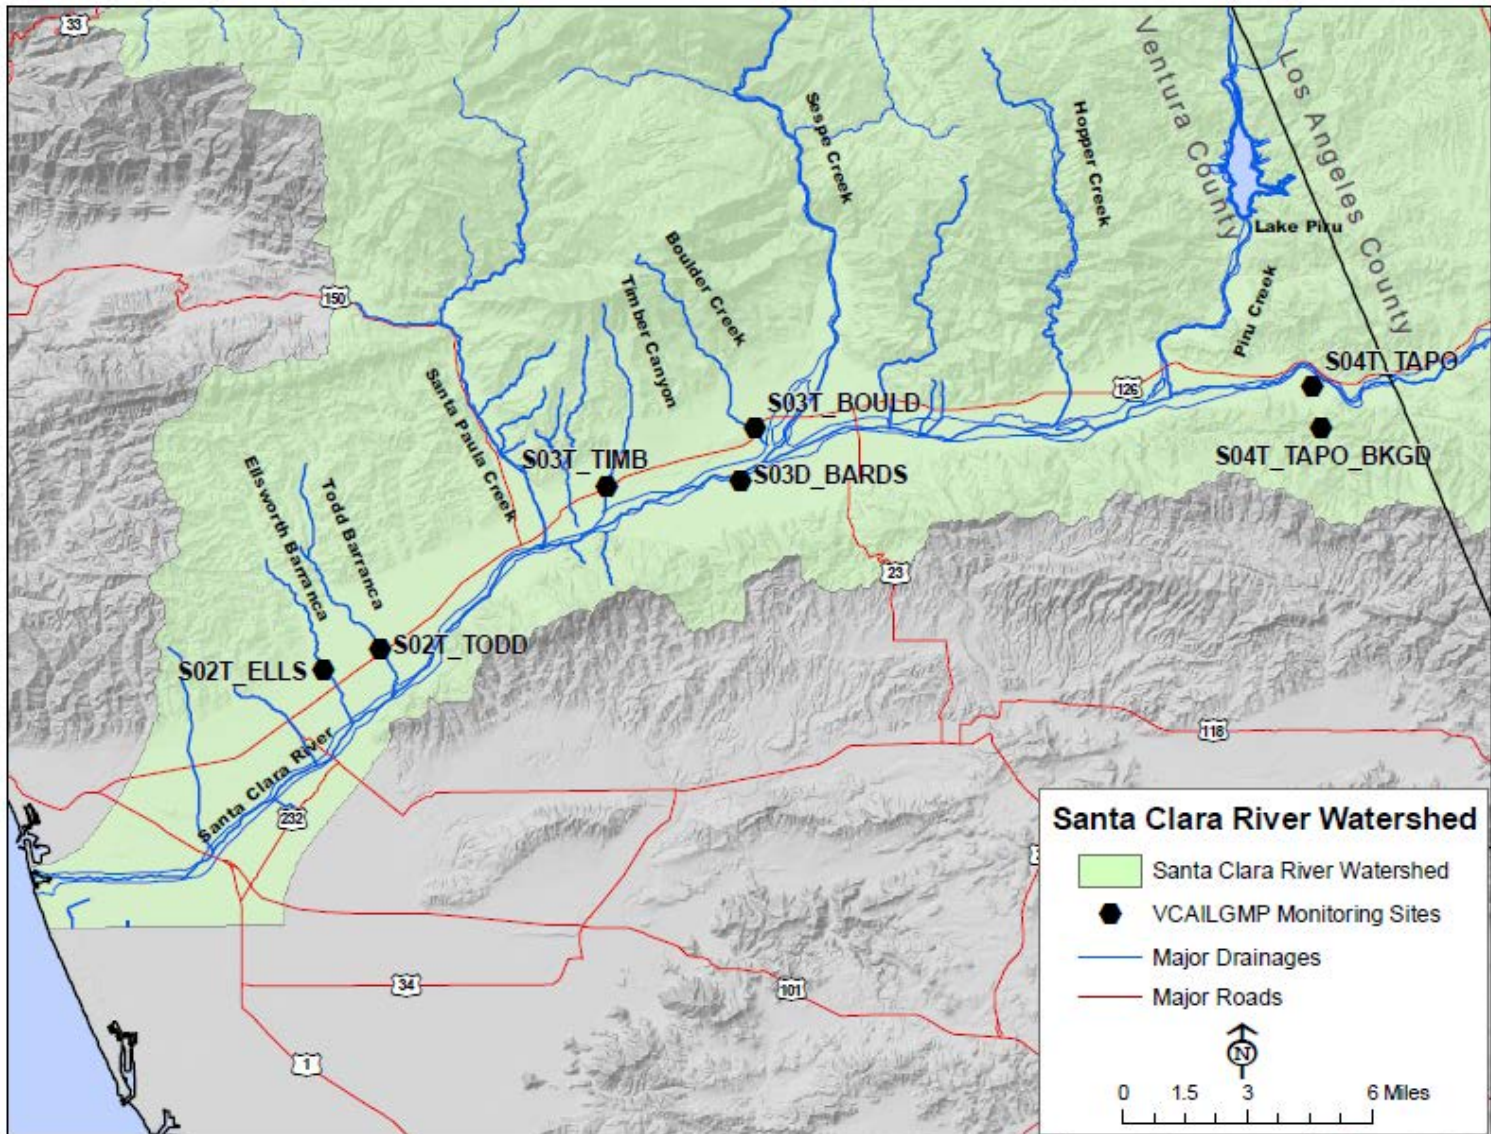 33
Ventura County
Los Angeles County
Sespe Creek
Hopper Creek
Lake Piru
Boulder Creek
Timber Canyon
150
Piru Creek
S04T_TAPO
Santa Paula Creek
126
S03T_BOULD
S04T_TAPO_BKGD
S03T_TIMB
S03D_BARDS
Ellsworth Barranca
Todd Barranca
23
S02T_TODD
S02T_ELLS
118
Santa Clara River
232
34
101
1
Santa Clara River Watershed
Santa Clara River Watershed
VCAILGMP Monitoring Sites
Major Drainages
Major Roads
N
0 1.5 3 6 Miles